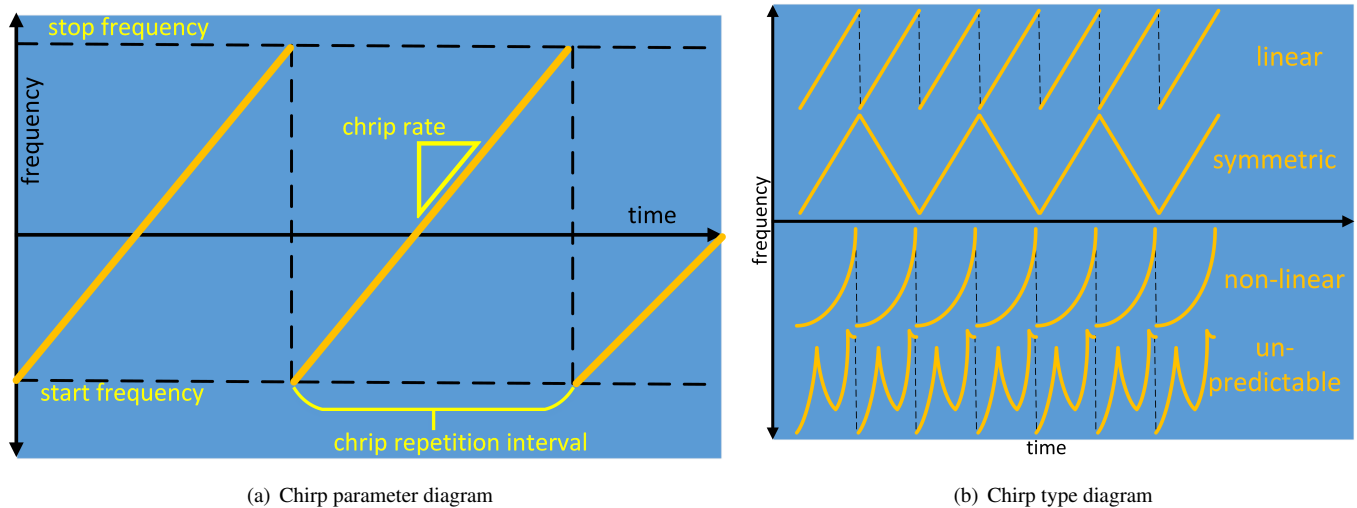 stop frequency
frequency
chrip rate
time
start frequency
chrip repetition interval
(a) Chirp parameter diagram
linear
symmetric
frequency
non-linear
un-
predictable
time
(b) Chirp type diagram